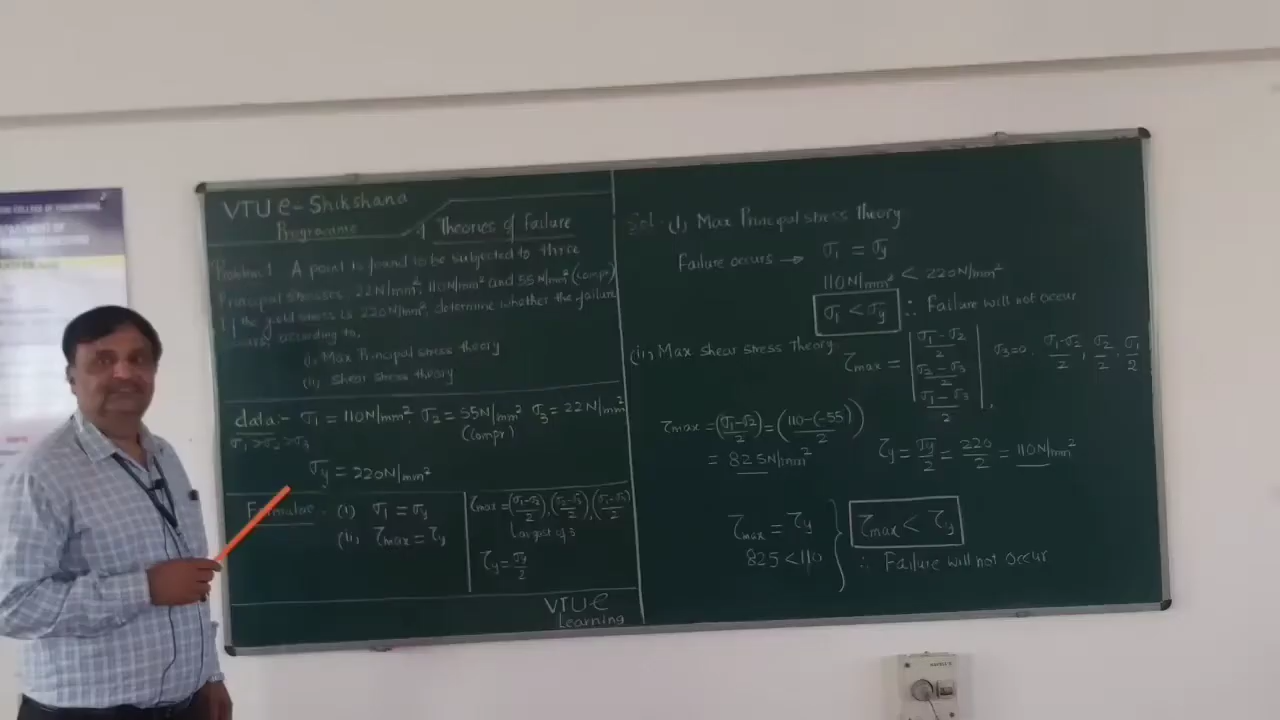 VTU e-Shikshana
Programme
Theories of Failure
Problem 1 A point is found to be subjected to three
Principal stresses 22 N/mm², 110 N/mm² and 55 N/mm² (compr)
If the yield stress is 220 N/mm², determine whether the failure
according to,
(i) Max Principal stress theory
(ii) Shear stress theory
data:- σ1 = 110 N/mm², σ2 = 55 N/mm² σ3 = 22 N/mm²
(compr)
σ1 > σ2 > σ3
σy = 220 N/mm²
Formulae - (i) σ1 = σy
(ii) τmax = τy
τmax = (σ1-σ2/2), (σ2-σ3/2), (σ1-σ3/2)
Largest of 3
τy = σy/2
VTU e
Learning
Sol- (i) Max Principal stress theory
Failure occurs → σ1 = σy
110 N/mm² < 220 N/mm²
σ1 < σy ∴ Failure will not occur
(ii) Max shear stress Theory
τmax = | σ1-σ2/2 σ2-σ3/2 σ1-σ3/2 | σ3=0. σ1-σ2/2, σ2/2, σ1/2
τmax = (σ1-σ2/2) = (110-(-55)/2)
= 82.5 N/mm²
τy = σy/2 = 220/2 = 110 N/mm²
τmax = τy
825 < 110
τmax < τy
∴ Failure will not occur